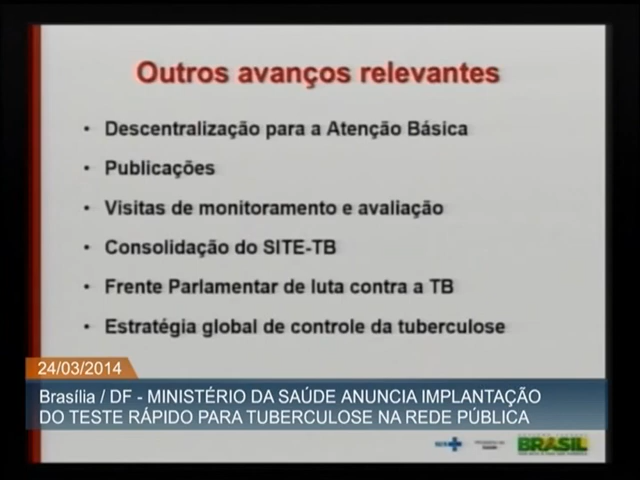 Outros avanços relevantes
• Descentralização para a Atenção Básica
• Publicações
• Visitas de monitoramento e avaliação
• Consolidação do SITE-TB
• Frente Parlamentar de luta contra a TB
• Estratégia global de controle da tuberculose
24/03/2014
Brasília / DF - MINISTÉRIO DA SAÚDE ANUNCIA IMPLANTAÇÃO
DO TESTE RÁPIDO PARA TUBERCULOSE NA REDE PÚBLICA
SUS
BRASIL